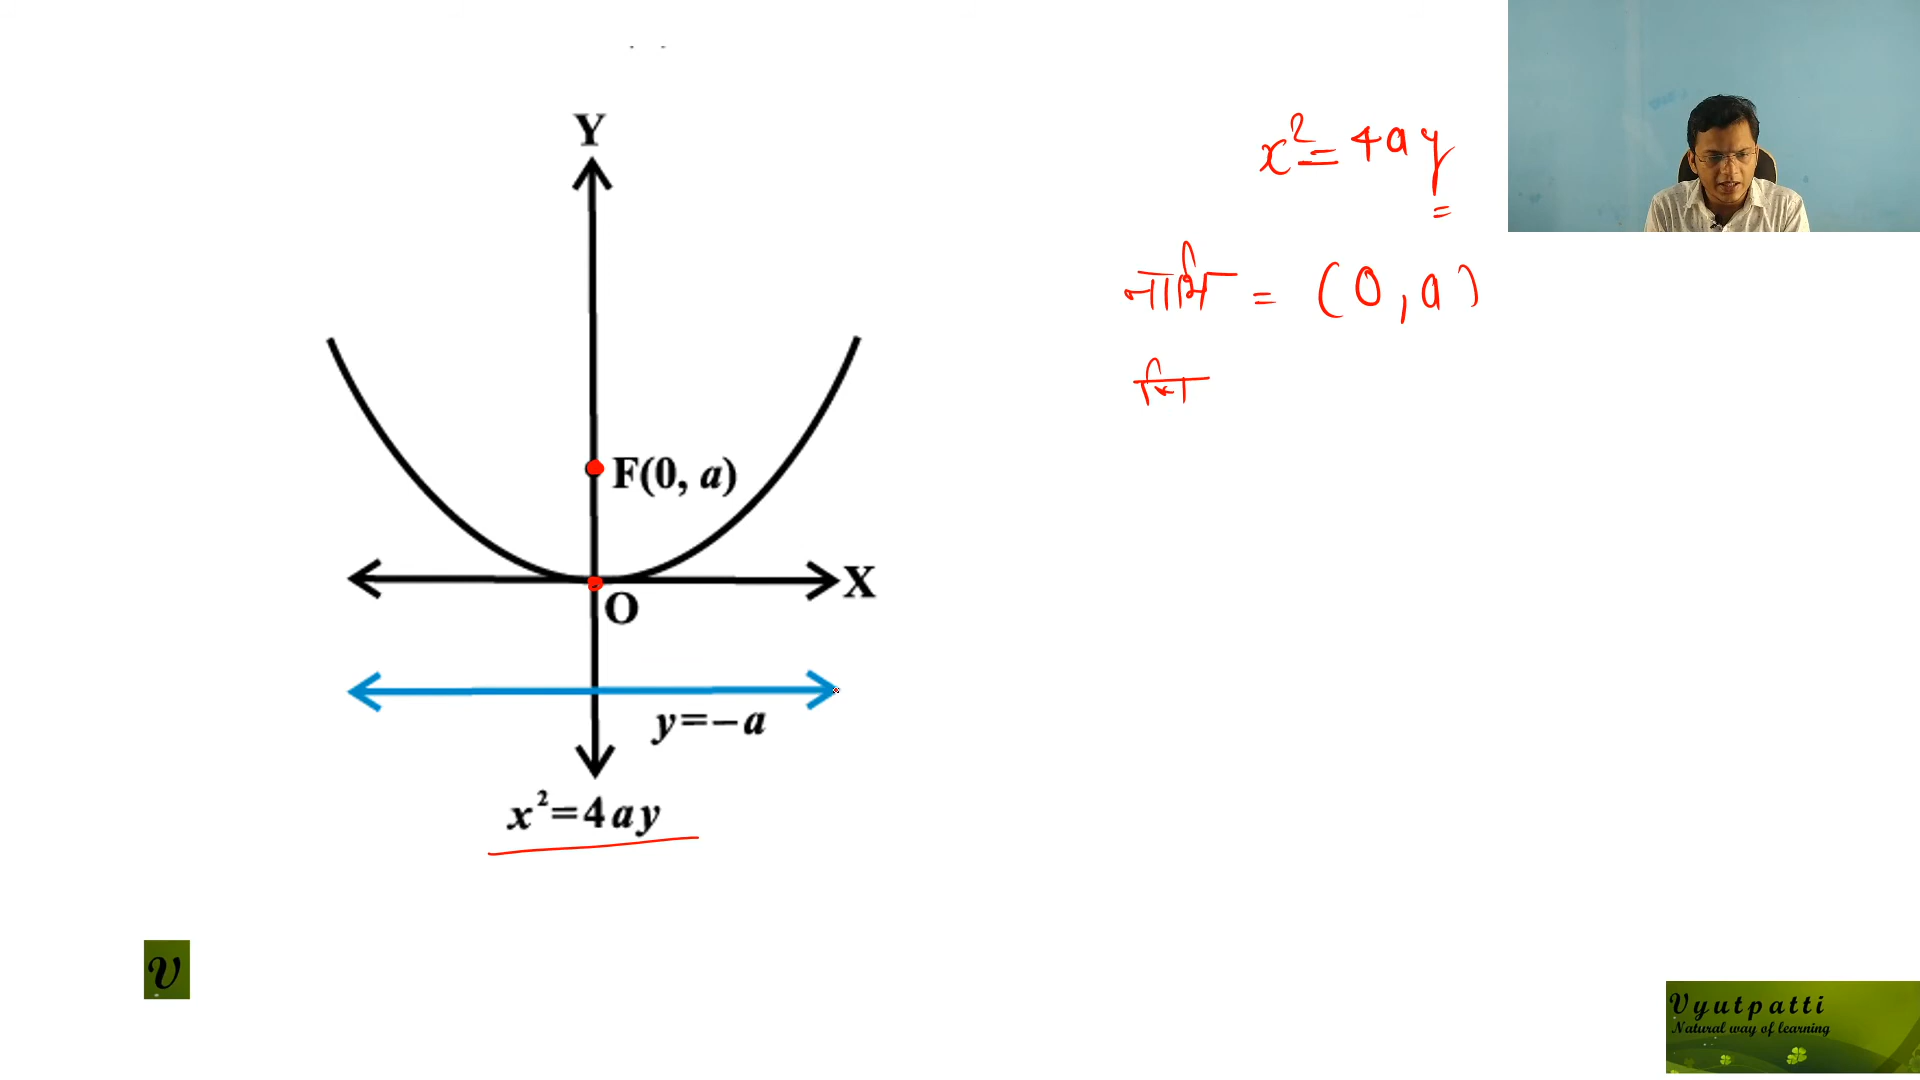 Y
x²=4ay
नाभि = (0,a)
F(0, a)
X
O
y=−a
x²=4ay
V
Vyutpatti
Natural way of learning